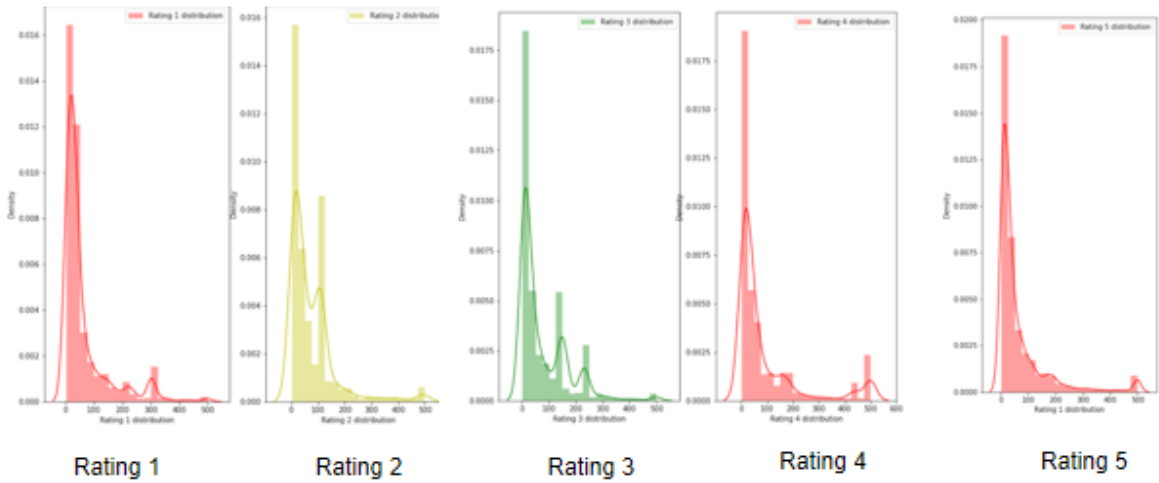 Rating 1 distribution
0.016
0.014
0.012
0.010
0.008
0.006
0.004
0.002
0.000
Density
0 100 200 300 400 500
Rating 1 distribution
Rating 1
Rating 2 distributio
0.016
0.014
0.012
0.010
0.008
0.006
0.004
0.002
0.000
Density
0 100 200 300 400 500
Rating 2 distribution
Rating 2
Rating 3 distribution
0.0175
0.0150
0.0125
0.0100
0.0075
0.0050
0.0025
0.0000
Density
0 100 200 300 400 500
Rating 3 distribution
Rating 3
Rating 4 distribution
0.0175
0.0150
0.0125
0.0100
0.0075
0.0050
0.0025
0.0000
Density
0 100 200 300 400 500 600
Rating 4 distribution
Rating 4
Rating 5 distribution
0.0200
0.0175
0.0150
0.0125
0.0100
0.0075
0.0050
0.0025
0.0000
Density
0 100 200 300 400 500
Rating 1 distribution
Rating 5